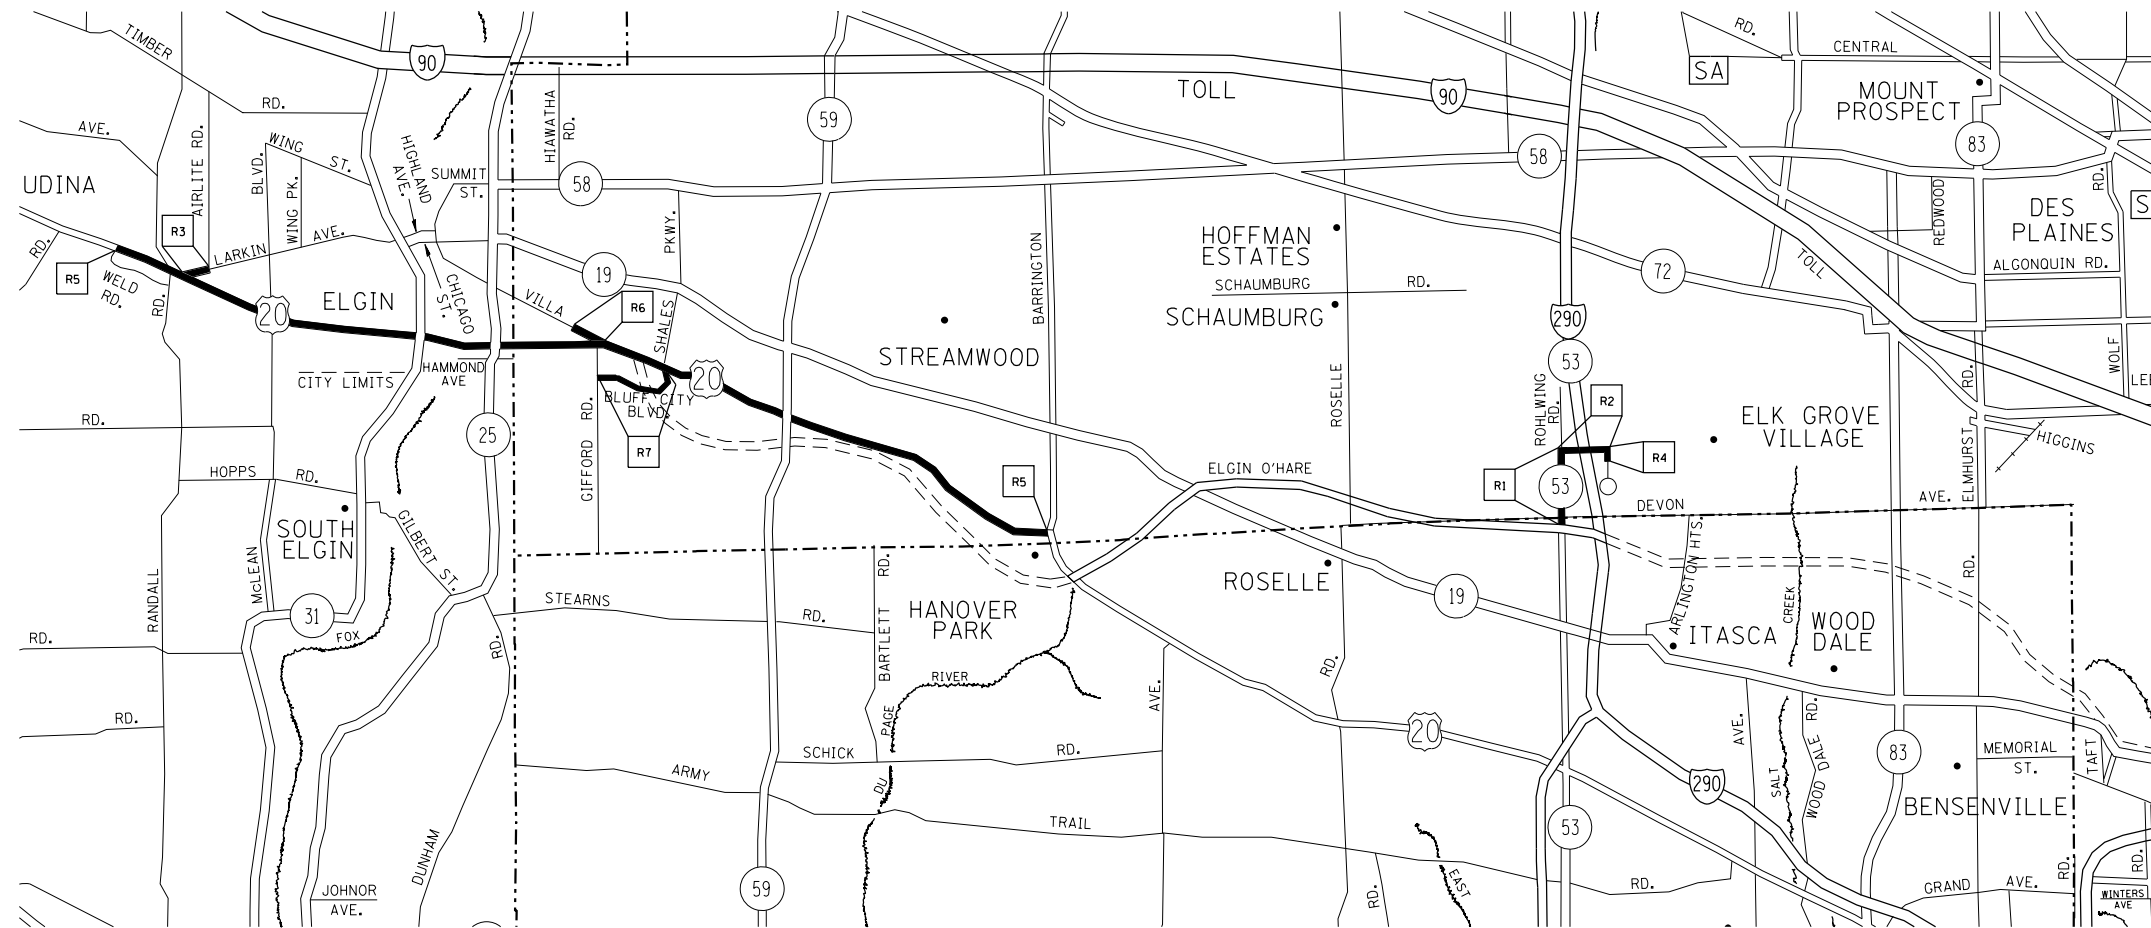 TIMBER
RD.
90
TOLL
90
RD.
SA
CENTRAL
MOUNT
PROSPECT
83
AVE.
RD.
AIRLITE RD.
BLVD.
WING
ST.
WING PK.
HIGHLAND
AVE.
SUMMIT
ST.
HIAWATHA
RD.
58
59
58
UDINA
RD.
R3
R5
WELD
RD.
RD.
LARKIN
AVE.
20
ELGIN
CHICAGO
ST.
VILLA
19
PKWY.
R6
SHALES
BARRINGTON
HOFFMAN
ESTATES
SCHAUMBURG
RD.
SCHAUMBURG
72
TOLL
REDWOOD
DES
PLAINES
RD.
S
ALGONQUIN RD.
CITY LIMITS
HAMMOND
AVE
20
BLUFF CITY
BLVD.
R7
GIFFORD
RD.
STREAMWOOD
ROSELLE
290
53
ROHLWING
RD.
R2
R4
R1
53
ELK GROVE
VILLAGE
ELMHURST
RD.
WOLF
LEE
HIGGINS
RD.
25
HOPPS
RD.
SOUTH
ELGIN
GILBERT
ST.
R5
ELGIN O'HARE
DEVON
AVE.
RANDALL
McLEAN
31
FOX
RD.
STEARNS
RD.
RD.
BARTLETT
RD.
HANOVER
PARK
ROSELLE
19
ARLINGTON HTS.
ITASCA
CREEK
WOOD
DALE
RD.
RIVER
PAGE
DU
AVE.
RD.
20
AVE.
RD.
WOOD DALE
SALT
83
MEMORIAL
ST.
TAFT
RD.
SCHICK
RD.
ARMY
TRAIL
290
BENSENVILLE
53
DUNHAM
JOHNOR
AVE.
59
RD.
EAST
RD.
GRAND
AVE.
RD.
RD.
WINTERS
AVE